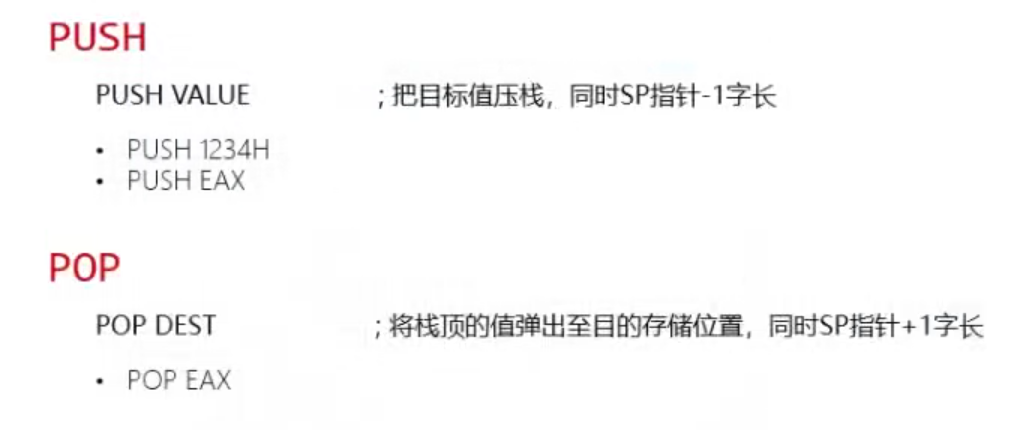 PUSH
PUSH VALUE ; 把目标值压栈，同时SP指针-1字长
• PUSH 1234H
• PUSH EAX
POP
POP DEST ; 将栈顶的值弹出至目的存储位置，同时SP指针+1字长
• POP EAX